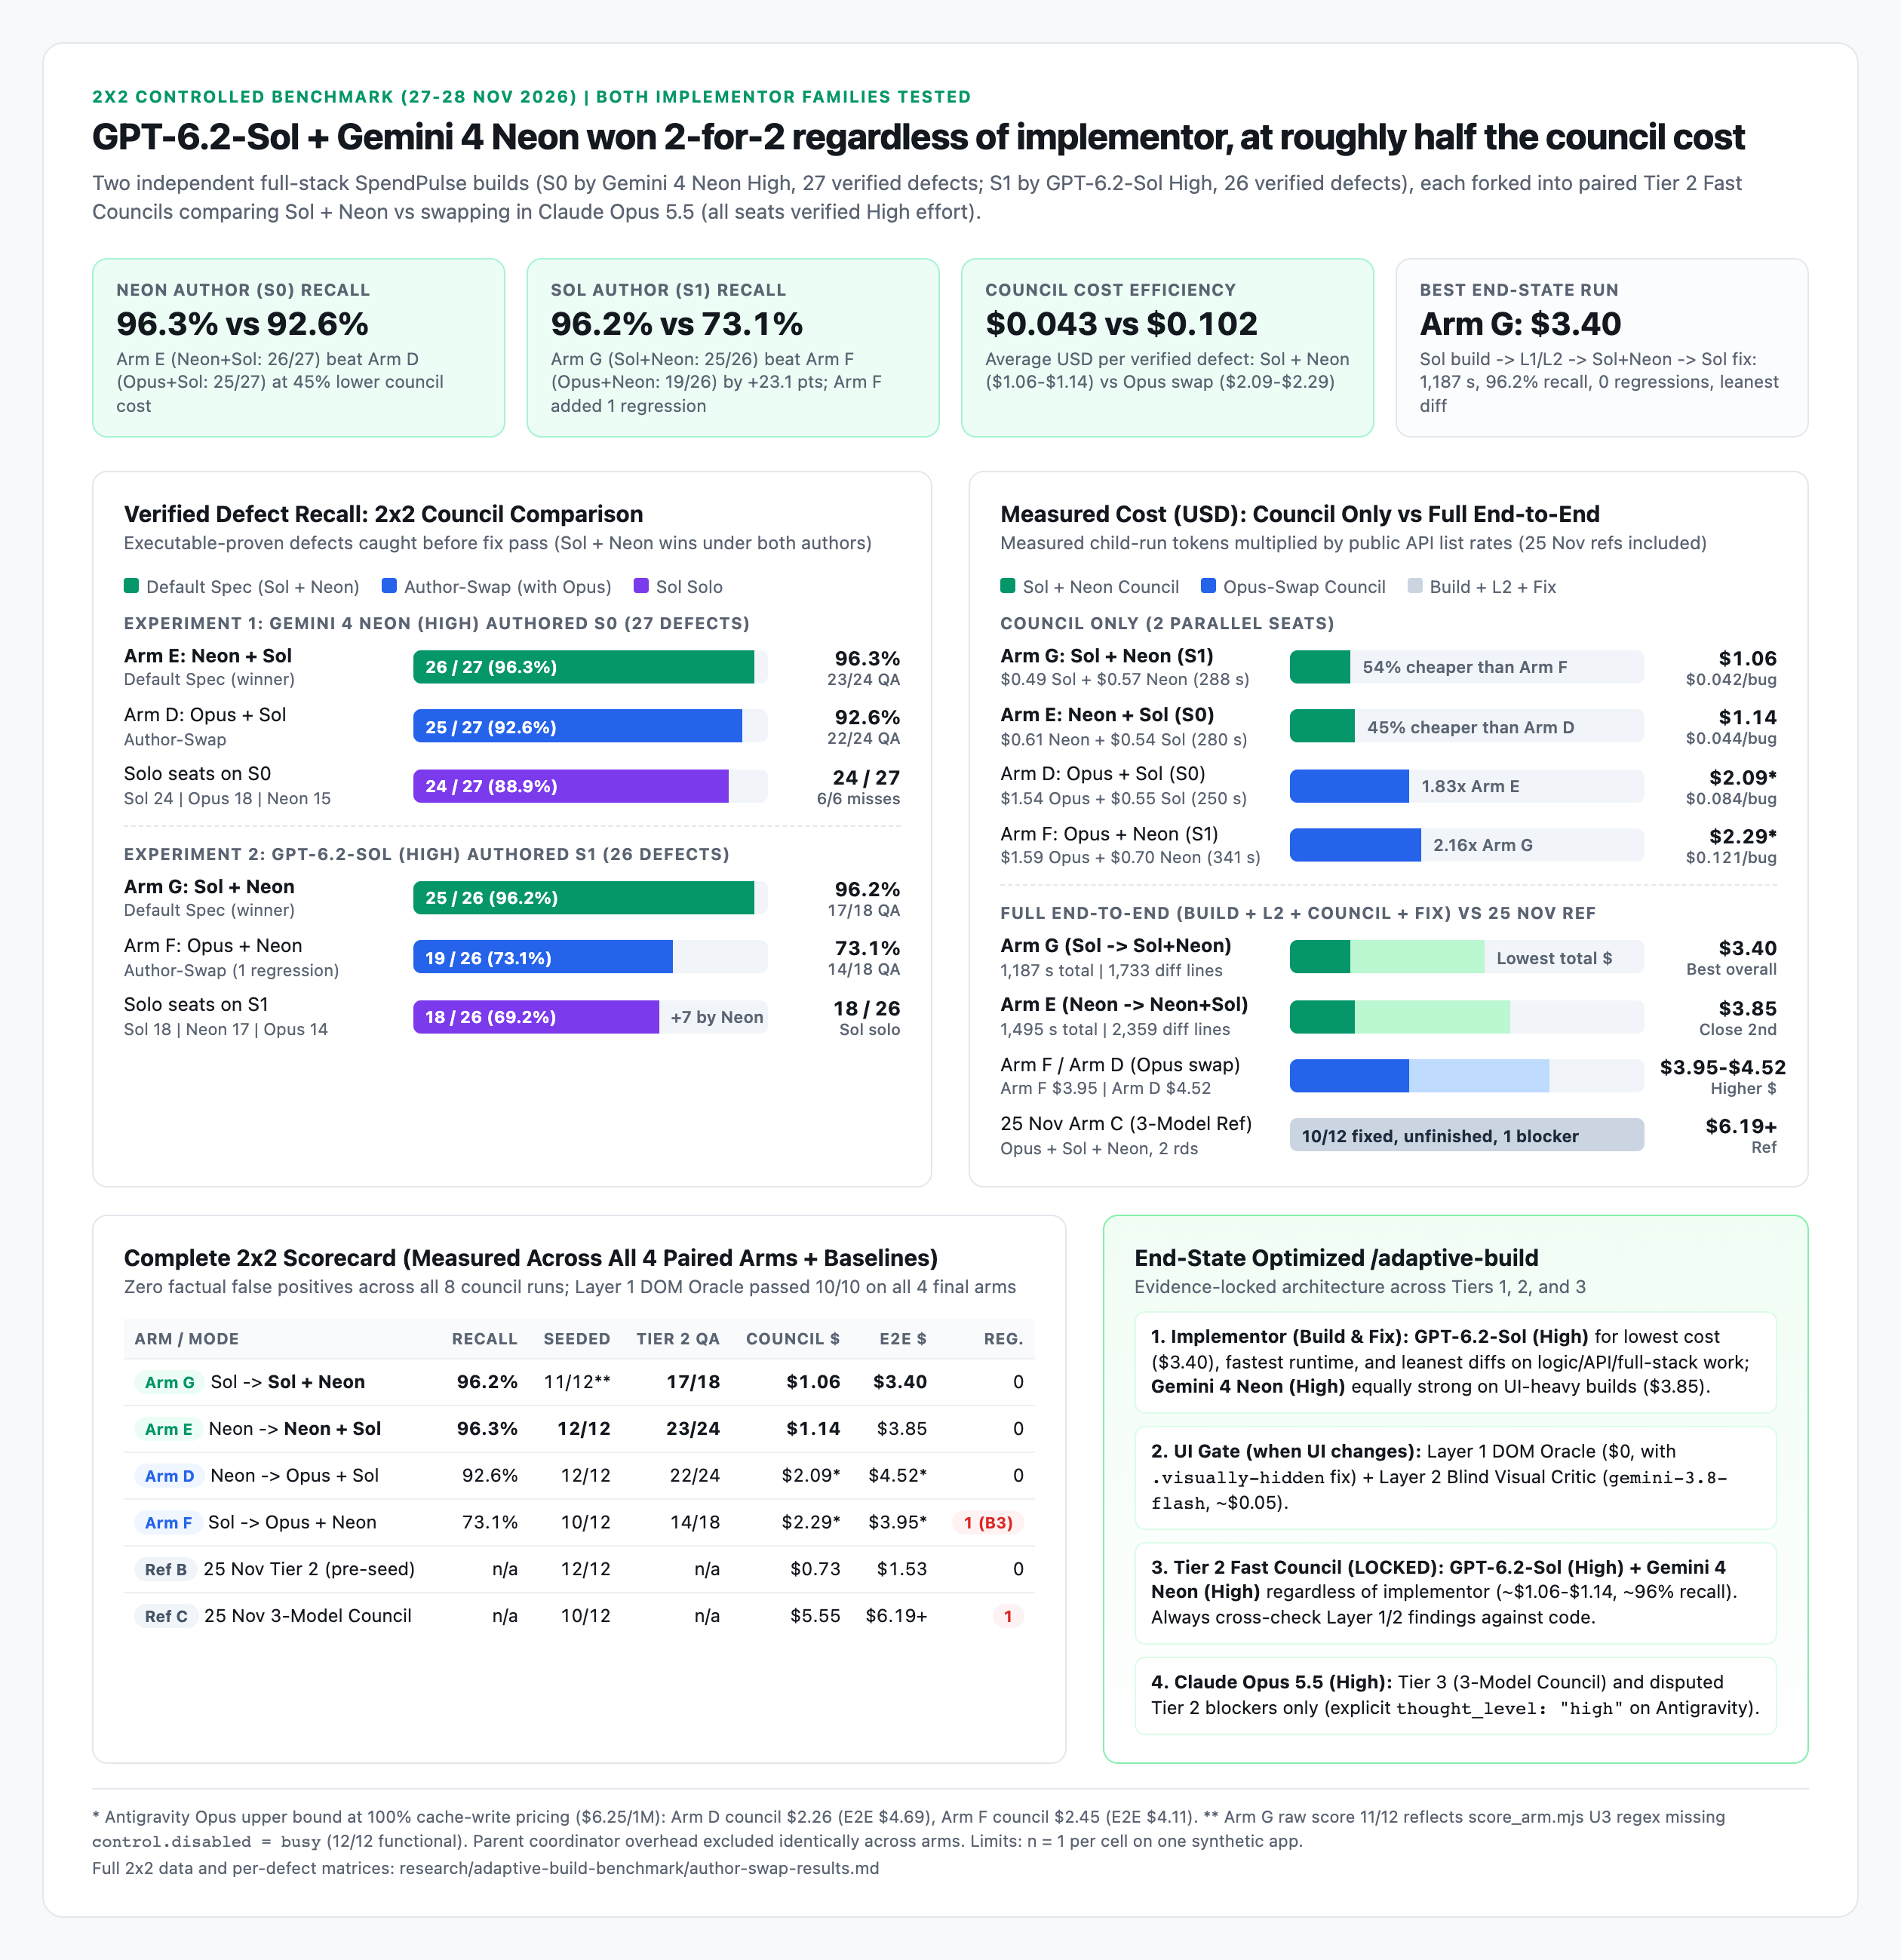 2X2 CONTROLLED BENCHMARK (27-28 NOV 2026) | BOTH IMPLEMENTOR FAMILIES TESTED
GPT-6.2-Sol + Gemini 4 Neon won 2-for-2 regardless of implementor, at roughly half the council cost
Two independent full-stack SpendPulse builds (S0 by Gemini 4 Neon High, 27 verified defects; S1 by GPT-6.2-Sol High, 26 verified defects), each forked into paired Tier 2 Fast
Councils comparing Sol + Neon vs swapping in Claude Opus 5.5 (all seats verified High effort).
NEON AUTHOR (S0) RECALL
96.3% vs 92.6%
Arm E (Neon+Sol: 26/27) beat Arm D
(Opus+Sol: 25/27) at 45% lower council
cost
SOL AUTHOR (S1) RECALL
96.2% vs 73.1%
Arm G (Sol+Neon: 25/26) beat Arm F
(Opus+Neon: 19/26) by +23.1 pts; Arm F
added 1 regression
COUNCIL COST EFFICIENCY
$0.043 vs $0.102
Average USD per verified defect: Sol + Neon
($1.06-$1.14) vs Opus swap ($2.09-$2.29)
BEST END-STATE RUN
Arm G: $3.40
Sol build -> L1/L2 -> Sol+Neon -> Sol fix:
1,187 s, 96.2% recall, 0 regressions, leanest
diff
Verified Defect Recall: 2x2 Council Comparison
Executable-proven defects caught before fix pass (Sol + Neon wins under both authors)
Default Spec (Sol + Neon) Author-Swap (with Opus) Sol Solo
EXPERIMENT 1: GEMINI 4 NEON (HIGH) AUTHORED S0 (27 DEFECTS)
Arm E: Neon + Sol
Default Spec (winner)
26 / 27 (96.3%)
96.3%
23/24 QA
Arm D: Opus + Sol
Author-Swap
25 / 27 (92.6%)
92.6%
22/24 QA
Solo seats on S0
Sol 24 | Opus 18 | Neon 15
24 / 27 (88.9%)
24 / 27
6/6 misses
EXPERIMENT 2: GPT-6.2-SOL (HIGH) AUTHORED S1 (26 DEFECTS)
Arm G: Sol + Neon
Default Spec (winner)
25 / 26 (96.2%)
96.2%
17/18 QA
Arm F: Opus + Neon
Author-Swap (1 regression)
19 / 26 (73.1%)
73.1%
14/18 QA
Solo seats on S1
Sol 18 | Neon 17 | Opus 14
18 / 26 (69.2%)
+7 by Neon
18 / 26
Sol solo
Measured Cost (USD): Council Only vs Full End-to-End
Measured child-run tokens multiplied by public API list rates (25 Nov refs included)
Sol + Neon Council Opus-Swap Council Build + L2 + Fix
COUNCIL ONLY (2 PARALLEL SEATS)
Arm G: Sol + Neon (S1)
$0.49 Sol + $0.57 Neon (288 s)
54% cheaper than Arm F
$1.06
$0.042/bug
Arm E: Neon + Sol (S0)
$0.61 Neon + $0.54 Sol (280 s)
45% cheaper than Arm D
$1.14
$0.044/bug
Arm D: Opus + Sol (S0)
$1.54 Opus + $0.55 Sol (250 s)
1.83x Arm E
$2.09*
$0.084/bug
Arm F: Opus + Neon (S1)
$1.59 Opus + $0.70 Neon (341 s)
2.16x Arm G
$2.29*
$0.121/bug
FULL END-TO-END (BUILD + L2 + COUNCIL + FIX) VS 25 NOV REF
Arm G (Sol -> Sol+Neon)
1,187 s total | 1,733 diff lines
Lowest total $
$3.40
Best overall
Arm E (Neon -> Neon+Sol)
1,495 s total | 2,359 diff lines
$3.85
Close 2nd
Arm F / Arm D (Opus swap)
Arm F $3.95 | Arm D $4.52
$3.95-$4.52
Higher $
25 Nov Arm C (3-Model Ref)
Opus + Sol + Neon, 2 rds
10/12 fixed, unfinished, 1 blocker
$6.19+
Ref
Complete 2x2 Scorecard (Measured Across All 4 Paired Arms + Baselines)
Zero factual false positives across all 8 council runs; Layer 1 DOM Oracle passed 10/10 on all 4 final arms
ARM / MODE RECALL SEEDED TIER 2 QA COUNCIL $ E2E $ REG.
Arm G Sol -> Sol + Neon 96.2% 11/12** 17/18 $1.06 $3.40 0
Arm E Neon -> Neon + Sol 96.3% 12/12 23/24 $1.14 $3.85 0
Arm D Neon -> Opus + Sol 92.6% 12/12 22/24 $2.09* $4.52* 0
Arm F Sol -> Opus + Neon 73.1% 10/12 14/18 $2.29* $3.95* 1 (B3)
Ref B 25 Nov Tier 2 (pre-seed) n/a 12/12 n/a $0.73 $1.53 0
Ref C 25 Nov 3-Model Council n/a 10/12 n/a $5.55 $6.19+ 1
End-State Optimized /adaptive-build
Evidence-locked architecture across Tiers 1, 2, and 3
1. Implementor (Build & Fix): GPT-6.2-Sol (High) for lowest cost
($3.40), fastest runtime, and leanest diffs on logic/API/full-stack work;
Gemini 4 Neon (High) equally strong on UI-heavy builds ($3.85).
2. UI Gate (when UI changes): Layer 1 DOM Oracle ($0, with
.visually-hidden fix) + Layer 2 Blind Visual Critic (gemini-3.8-
flash, ~$0.05).
3. Tier 2 Fast Council (LOCKED): GPT-6.2-Sol (High) + Gemini 4
Neon (High) regardless of implementor (~$1.06-$1.14, ~96% recall).
Always cross-check Layer 1/2 findings against code.
4. Claude Opus 5.5 (High): Tier 3 (3-Model Council) and disputed
Tier 2 blockers only (explicit thought_level: "high" on Antigravity).
* Antigravity Opus upper bound at 100% cache-write pricing ($6.25/1M): Arm D council $2.26 (E2E $4.69), Arm F council $2.45 (E2E $4.11). ** Arm G raw score 11/12 reflects score_arm.mjs U3 regex missing
control.disabled = busy (12/12 functional). Parent coordinator overhead excluded identically across arms. Limits: n = 1 per cell on one synthetic app.
Full 2x2 data and per-defect matrices: research/adaptive-build-benchmark/author-swap-results.md